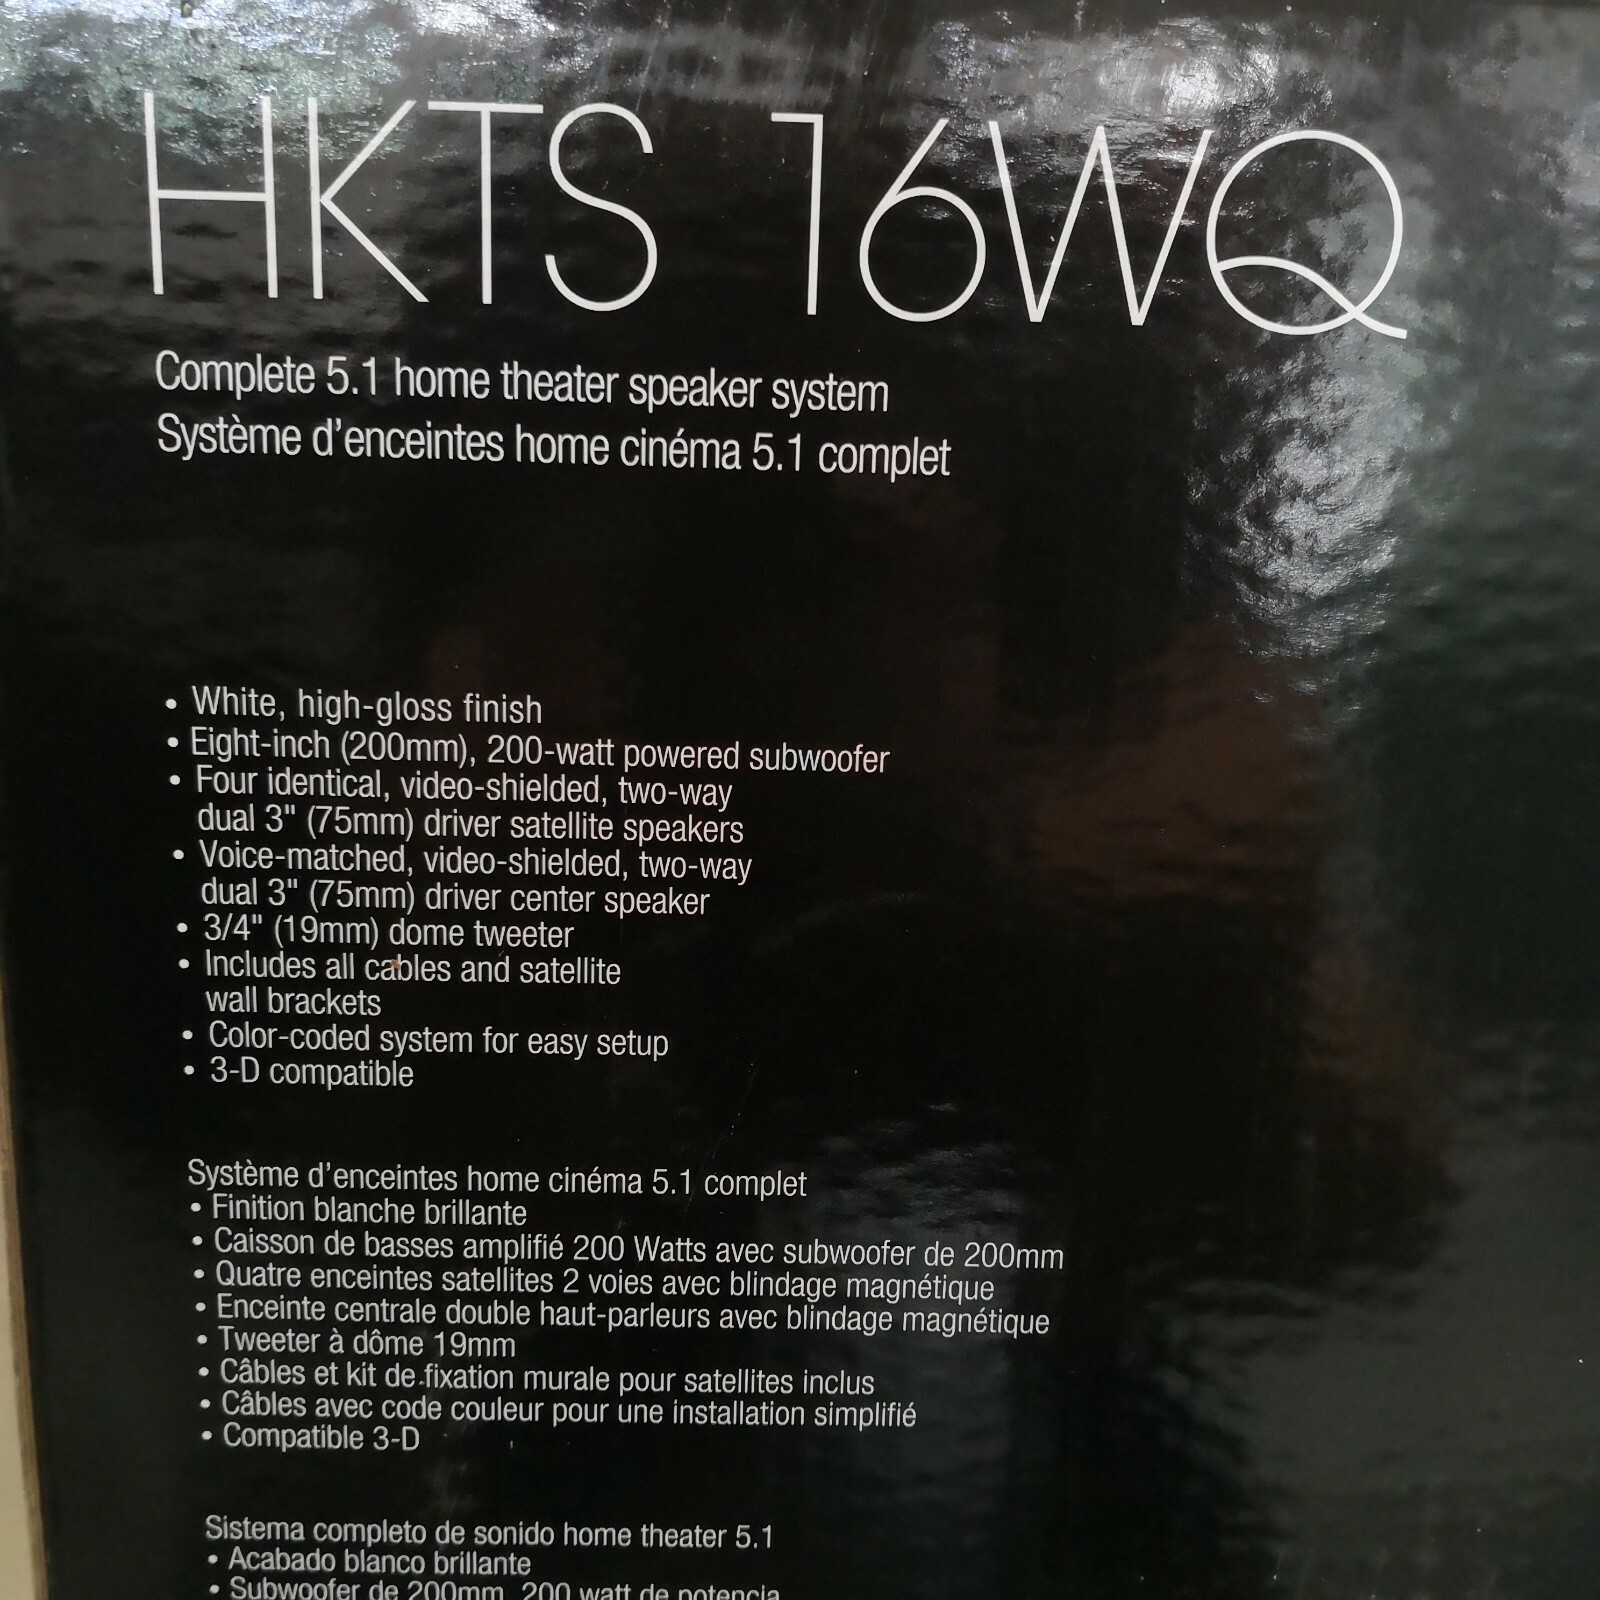 HKTS 16WQ
Complete 5.1 home theater speaker system
Système d'enceintes home cinéma 5.1 complet
• White, high-gloss finish
• Eight-inch (200mm), 200-watt powered subwoofer
• Four identical, video-shielded, two-way
dual 3" (75mm) driver satellite speakers
• Voice-matched, video-shielded, two-way
dual 3" (75mm) driver center speaker
• 3/4" (19mm) dome tweeter
• Includes all cables and satellite
wall brackets
• Color-coded system for easy setup
• 3-D compatible
Système d'enceintes home cinéma 5.1 complet
• Finition blanche brillante
• Caisson de basses amplifié 200 Watts avec subwoofer de 200mm
• Quatre enceintes satellites 2 voies avec blindage magnétique
• Enceinte centrale double haut-parleurs avec blindage magnétique
• Tweeter à dôme 19mm
• Câbles et kit de fixation murale pour satellites inclus
• Câbles avec code couleur pour une installation simplifié
• Compatible 3-D
Sistema completo de sonido home theater 5.1
• Acabado blanco brillante
• Subwoofer de 200mm, 200 watt de potencia